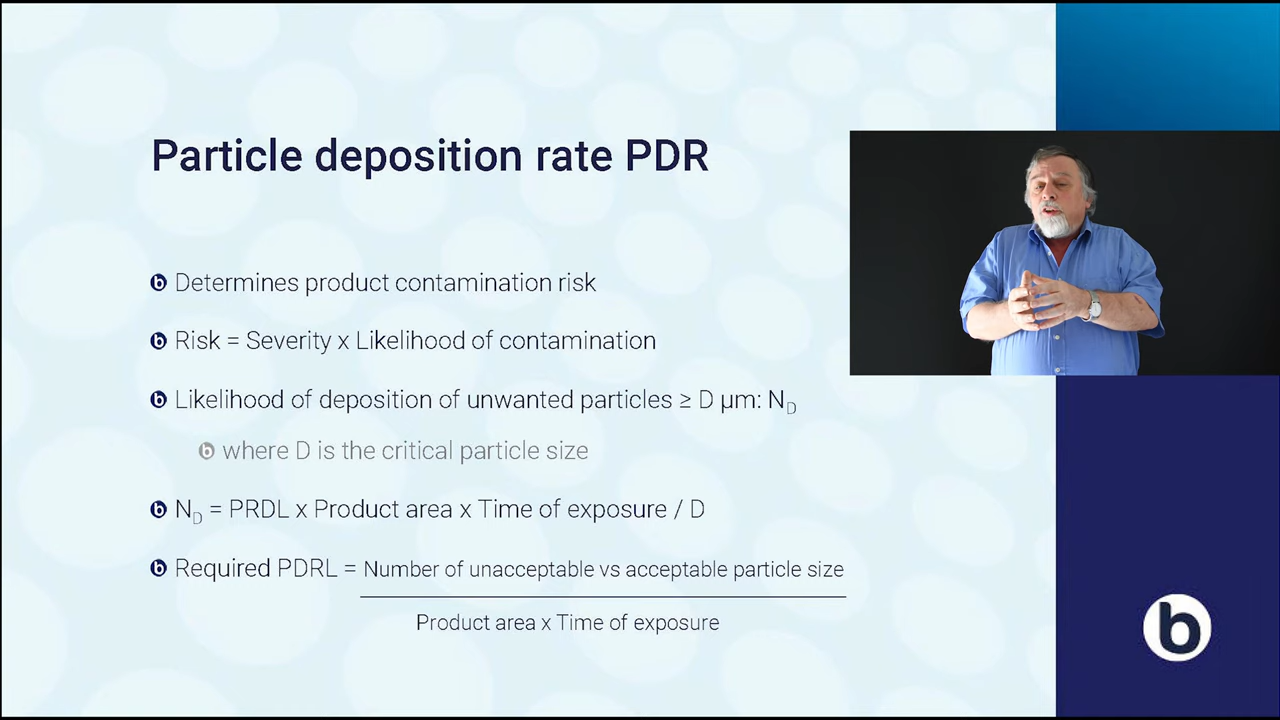 Particle deposition rate PDR
Determines product contamination risk
Risk = Severity x Likelihood of contamination
Likelihood of deposition of unwanted particles ≥ D µm: N_D
where D is the critical particle size
N_D = PRDL x Product area x Time of exposure / D
Required PDRL = Number of unacceptable vs acceptable particle size
Product area x Time of exposure
b